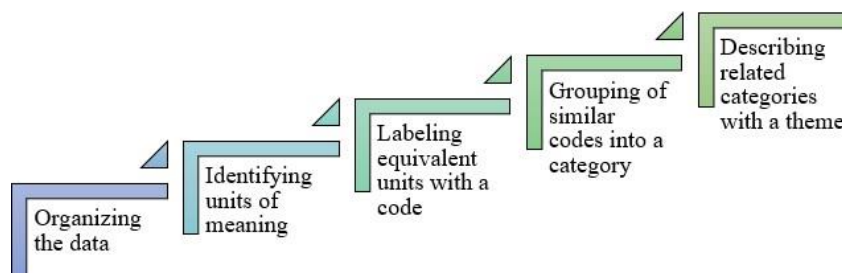 Organizing
the data
Identifying
units of
meaning
Labeling
equivalent
units with a
code
Grouping of
similar
codes into a
category
Describing
related
categories
with a theme